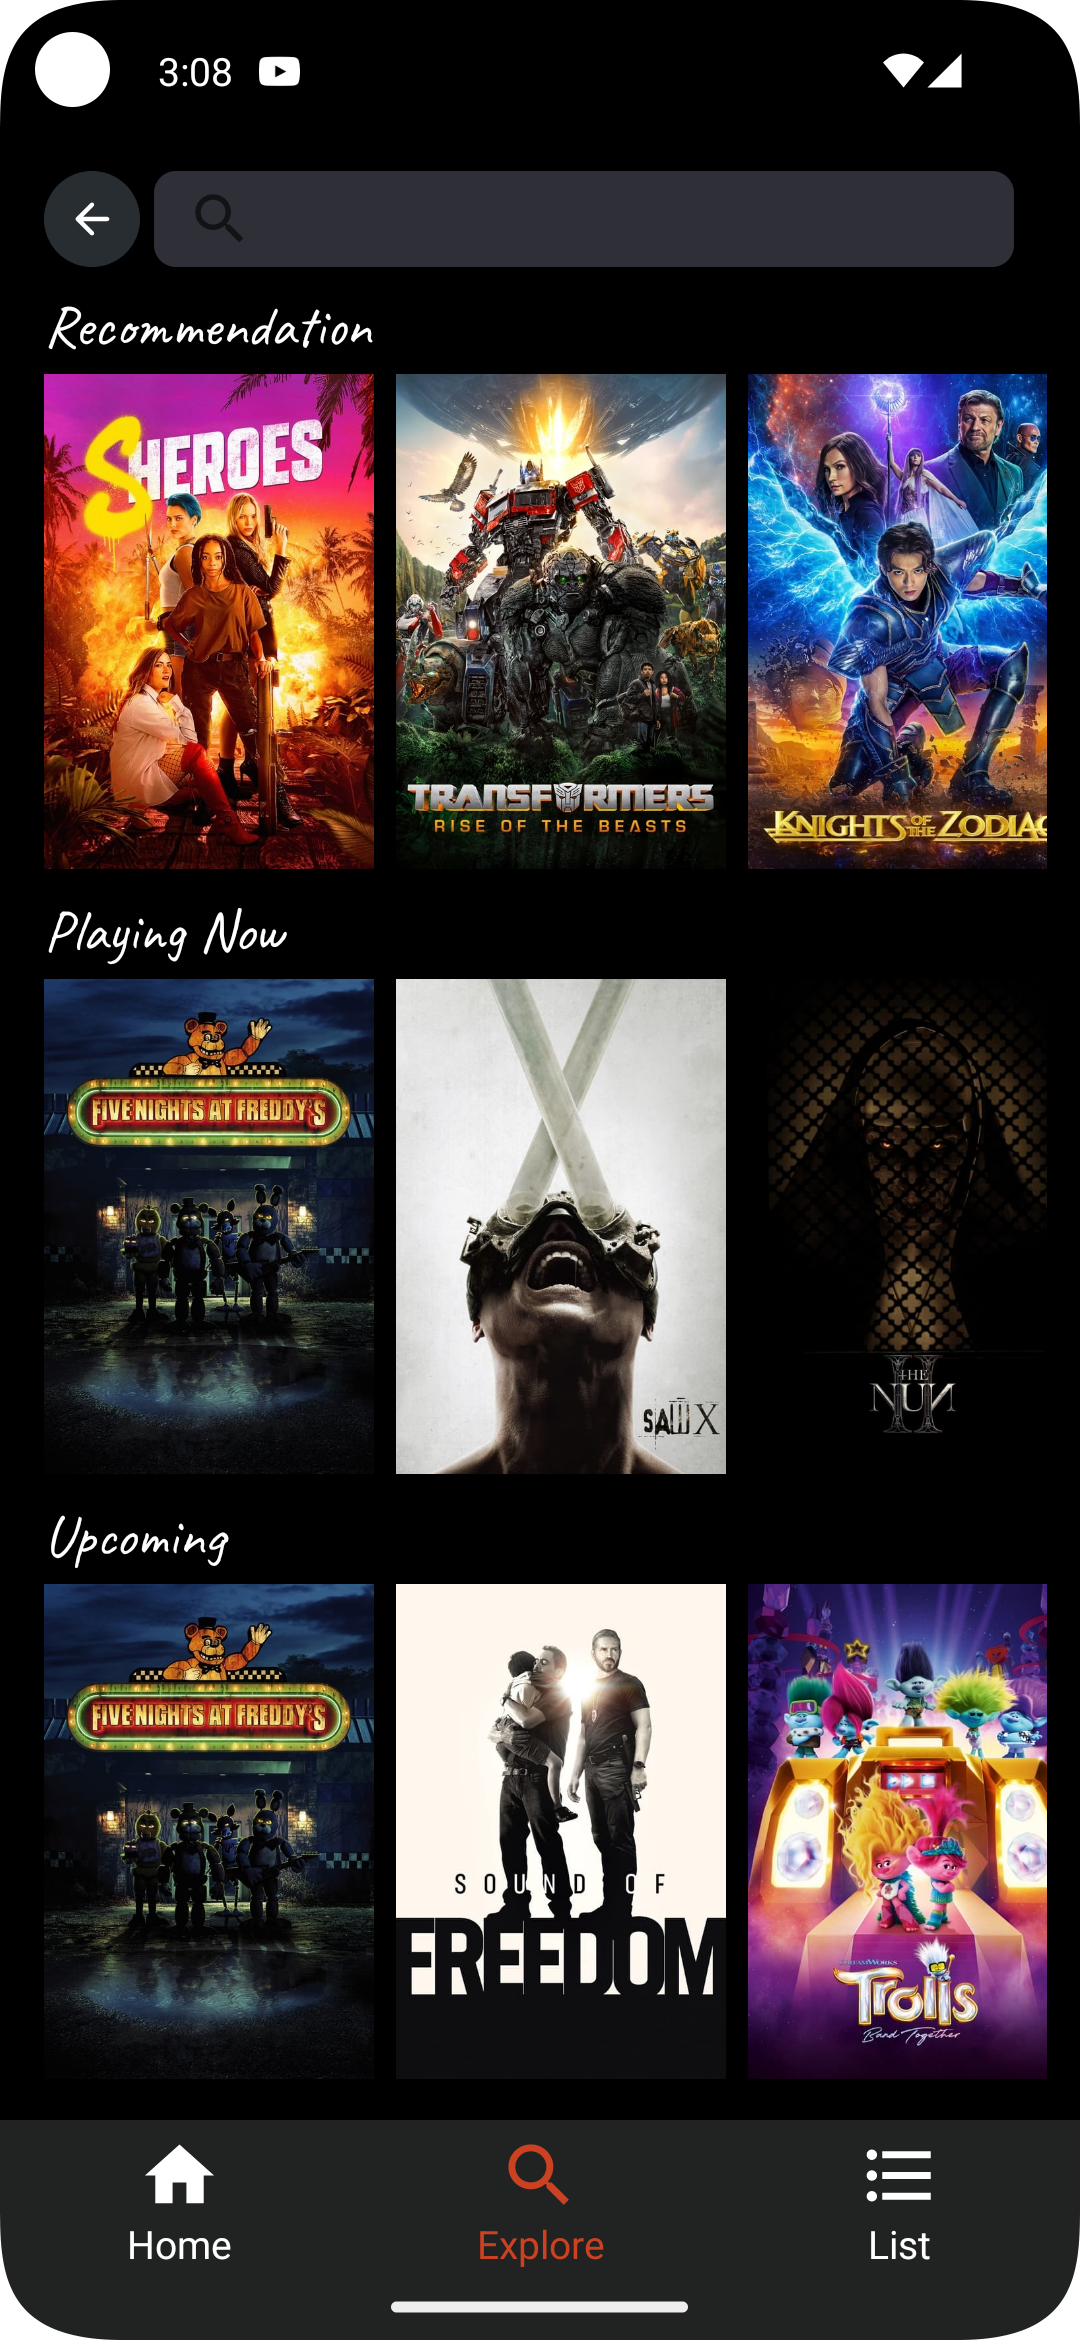 3:08
Recommendation
SHEROES
TRANSFORMERS
RISE OF THE BEASTS
KNIGHTS OF THE ZODIAC
Playing Now
FIVE NIGHTS AT FREDDY'S
SAW X
THE
NUN
II
Upcoming
FIVE NIGHTS AT FREDDY'S
SOUND OF
FREEDOM
DREAMWORKS
Trolls
Band Together
Home
Explore
List